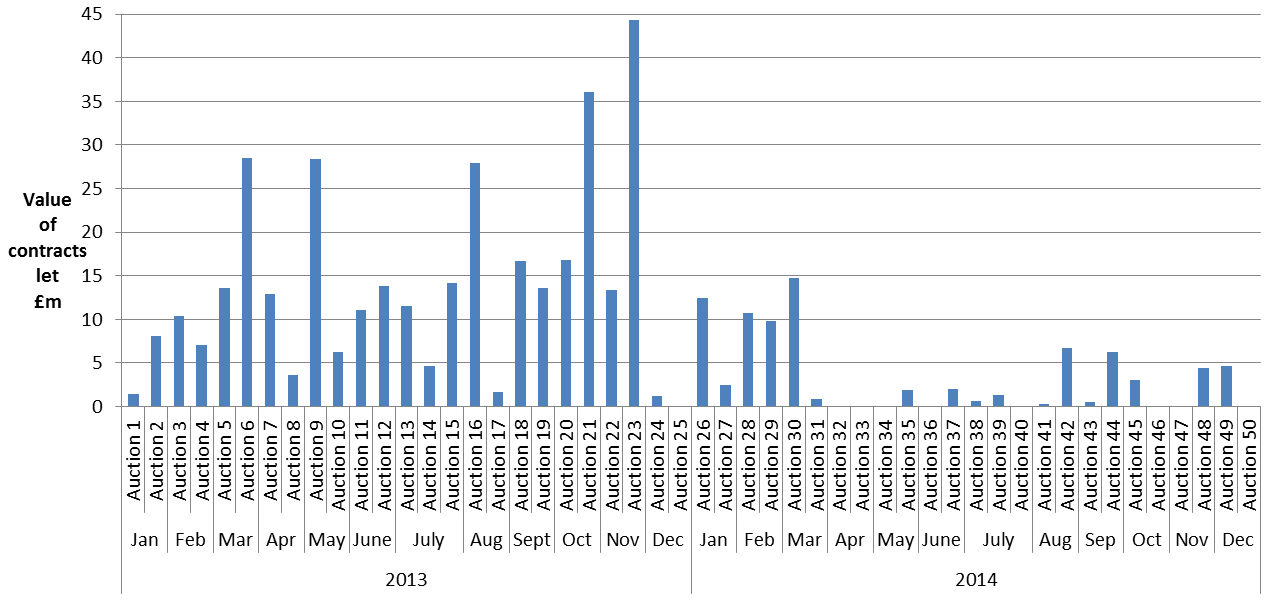 45
40
35
30
25
20
15
10
5
0
Value
of
contracts
let
£m
Auction 1
Auction 2
Auction 3
Auction 4
Auction 5
Auction 6
Auction 7
Auction 8
Auction 9
Auction 10
Auction 11
Auction 12
Auction 13
Auction 14
Auction 15
Auction 16
Auction 17
Auction 18
Auction 19
Auction 20
Auction 21
Auction 22
Auction 23
Auction 24
Auction 25
Auction 26
Auction 27
Auction 28
Auction 29
Auction 30
Auction 31
Auction 32
Auction 33
Auction 34
Auction 35
Auction 36
Auction 37
Auction 38
Auction 39
Auction 40
Auction 41
Auction 42
Auction 43
Auction 44
Auction 45
Auction 46
Auction 47
Auction 48
Auction 49
Auction 50
Jan Feb Mar Apr May June July Aug Sept Oct Nov Dec Jan Feb Mar Apr May June July Aug Sep Oct Nov Dec
2013 2014